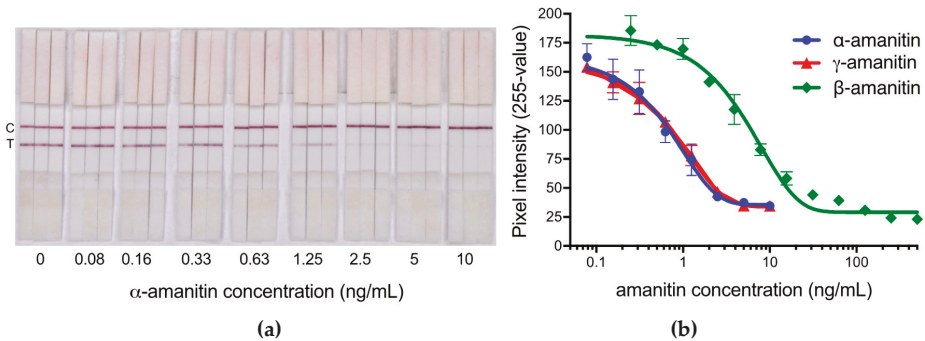 C
T
0 0.08 0.16 0.33 0.63 1.25 2.5 5 10
α-amanitin concentration (ng/mL)
(a)
Pixel intensity (255-value)
200
175
150
125
100
75
50
25
0
0.1 1 10 100
amanitin concentration (ng/mL)
α-amanitin
γ-amanitin
β-amanitin
(b)